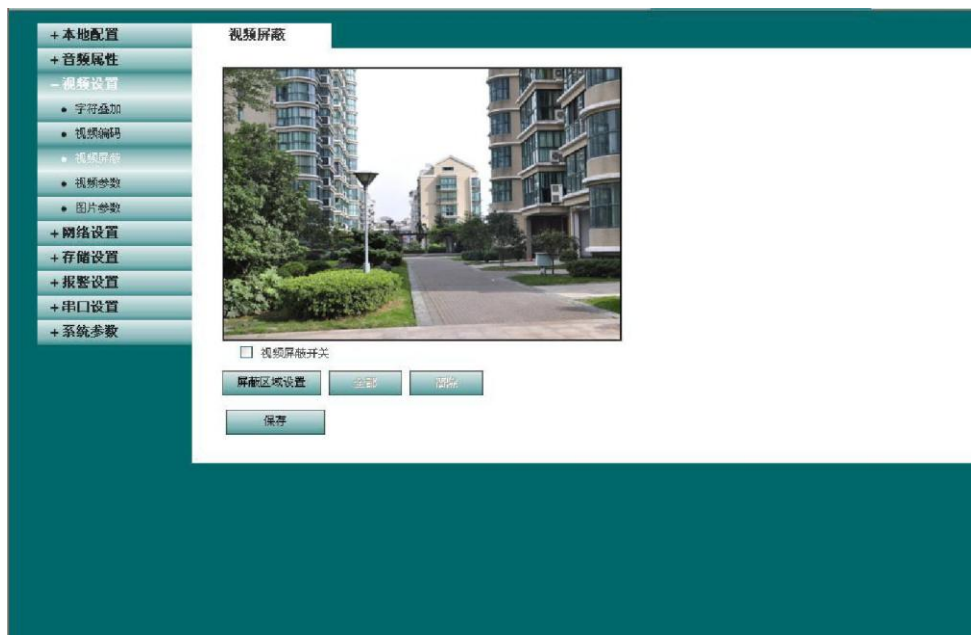 +本地配置
+音频属性
-视频设置
● 字符叠加
● 视频编码
● 视频屏蔽
● 视频参数
● 图片参数
+网络设置
+存储设置
+报警设置
+串口设置
+系统参数
视频屏蔽
视频屏蔽开关
屏蔽区域设置 全部 清除
保存